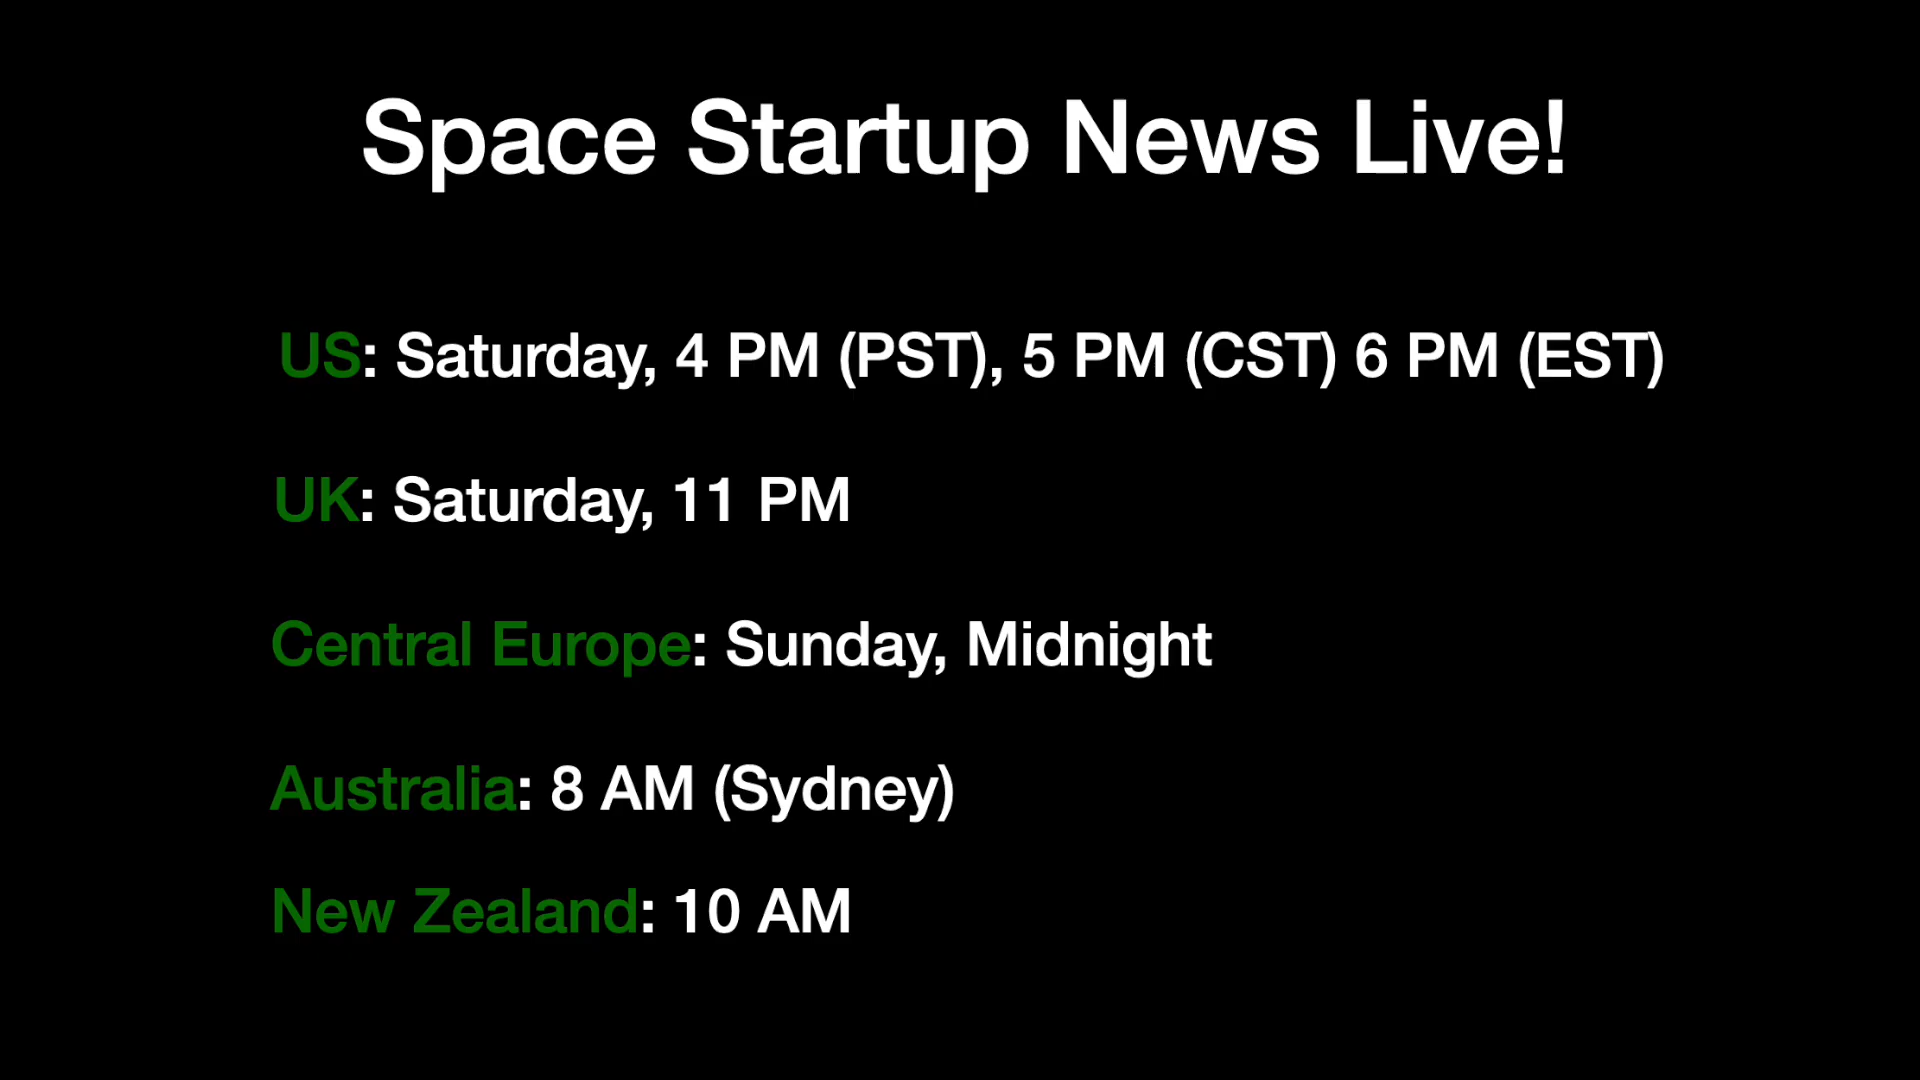 Space Startup News Live!
US: Saturday, 4 PM (PST), 5 PM (CST) 6 PM (EST)
UK: Saturday, 11 PM
Central Europe: Sunday, Midnight
Australia: 8 AM (Sydney)
New Zealand: 10 AM